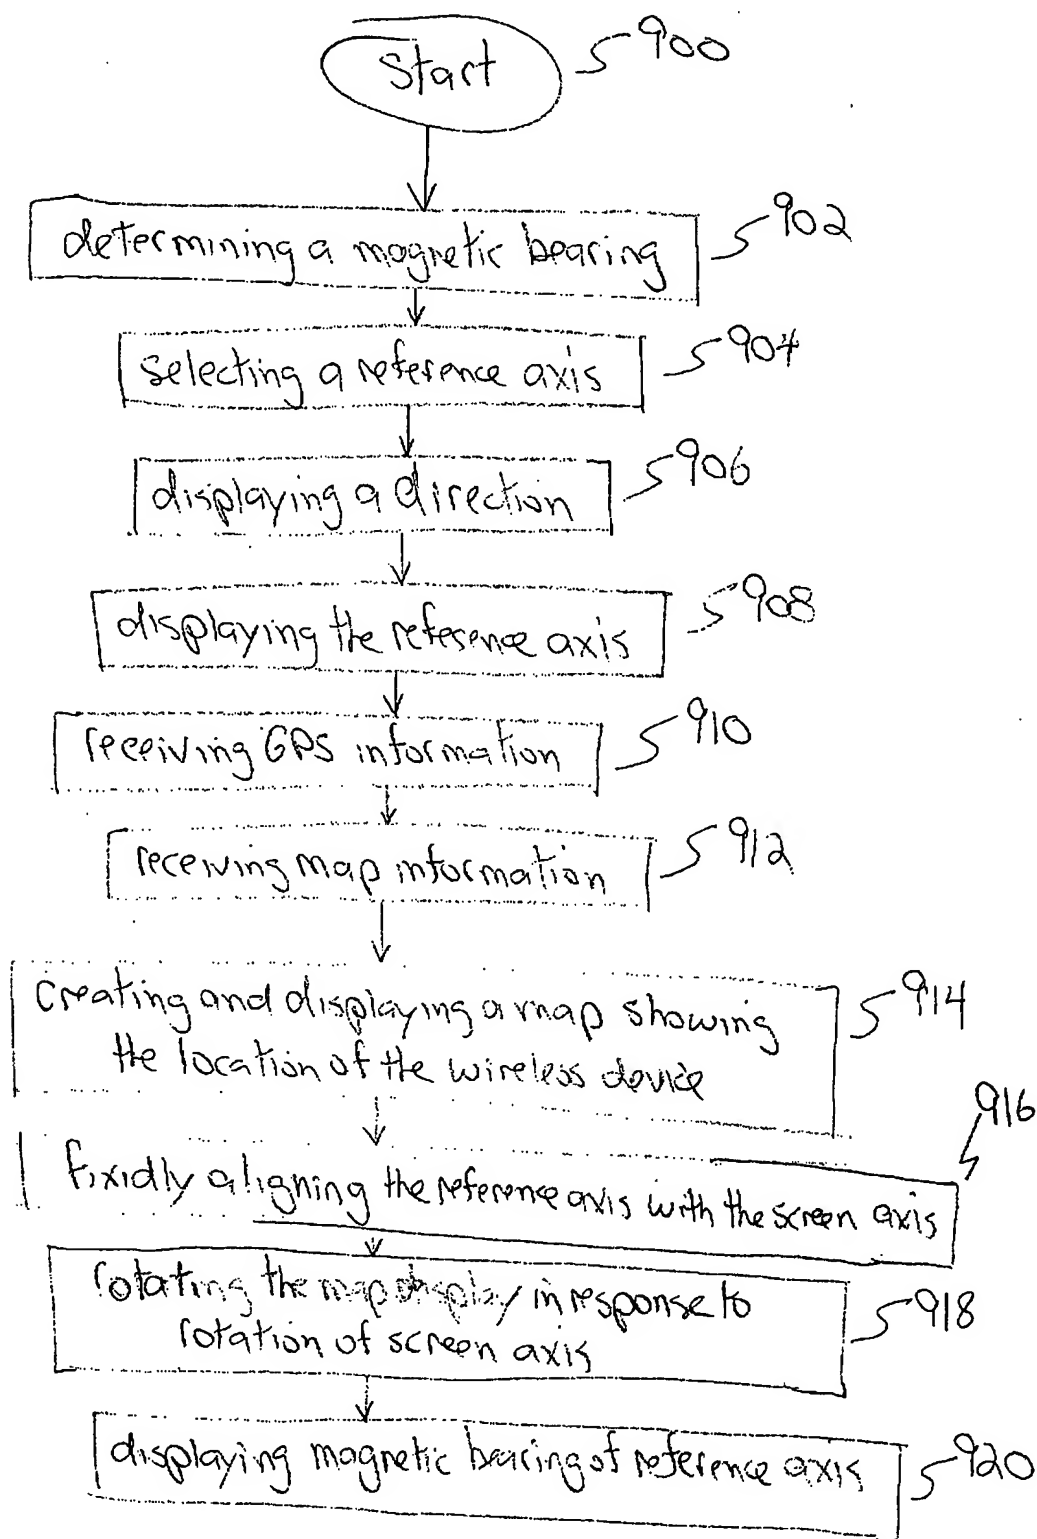 Start 900
determining a magnetic bearing 902
selecting a reference axis 904
displaying a direction 906
displaying the reference axis 908
receiving GPS information 910
receiving map information 912
creating and displaying a map showing 914
the location of the wireless device
916
fixidly aligning the reference axis with the screen axis
rotating the map display in response to
rotation of screen axis 918
displaying magnetic bearing of reference axis 920